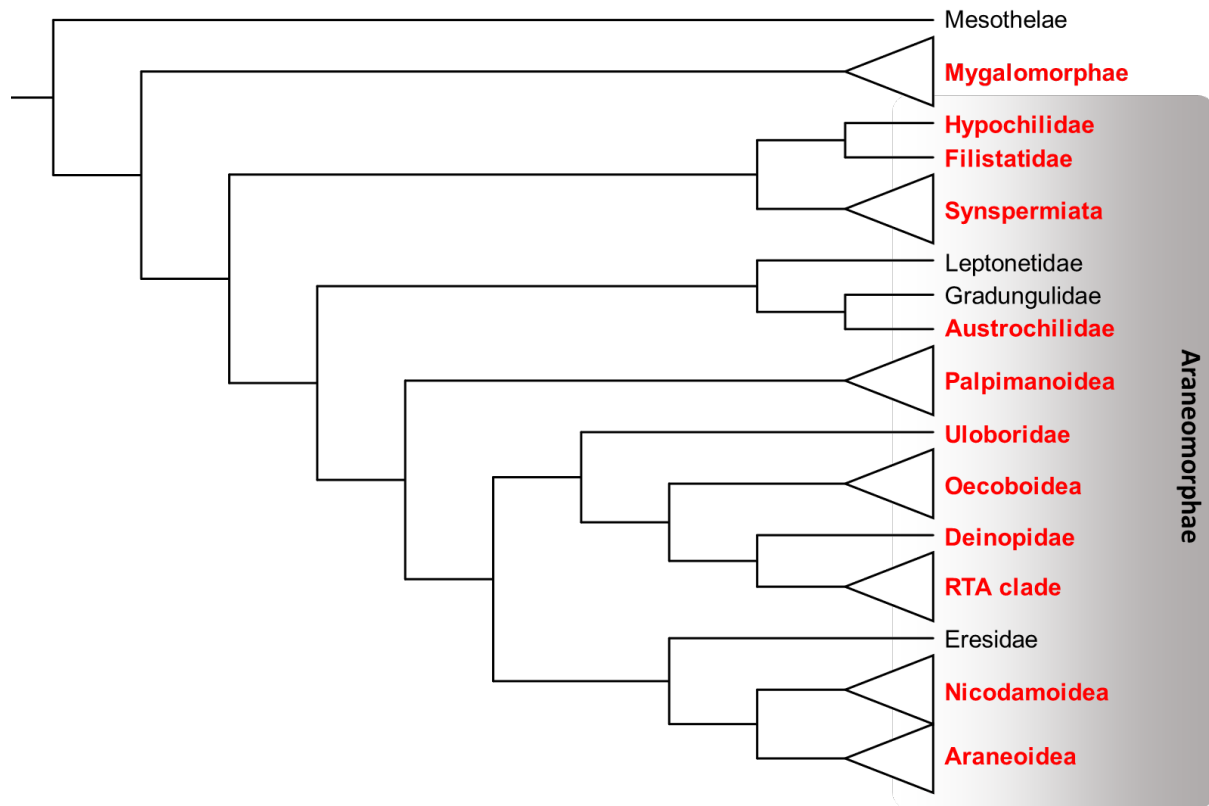 Mesothelae
Mygalomorphae
Hypochilidae
Filistatidae
Synspermiata
Leptonetidae
Gradungulidae
Austrochilidae
Palpimanoidea
Uloboridae
Oecoboidea
Deinopidae
RTA clade
Eresidae
Nicodamoidea
Araneoidea
Araneomorphae